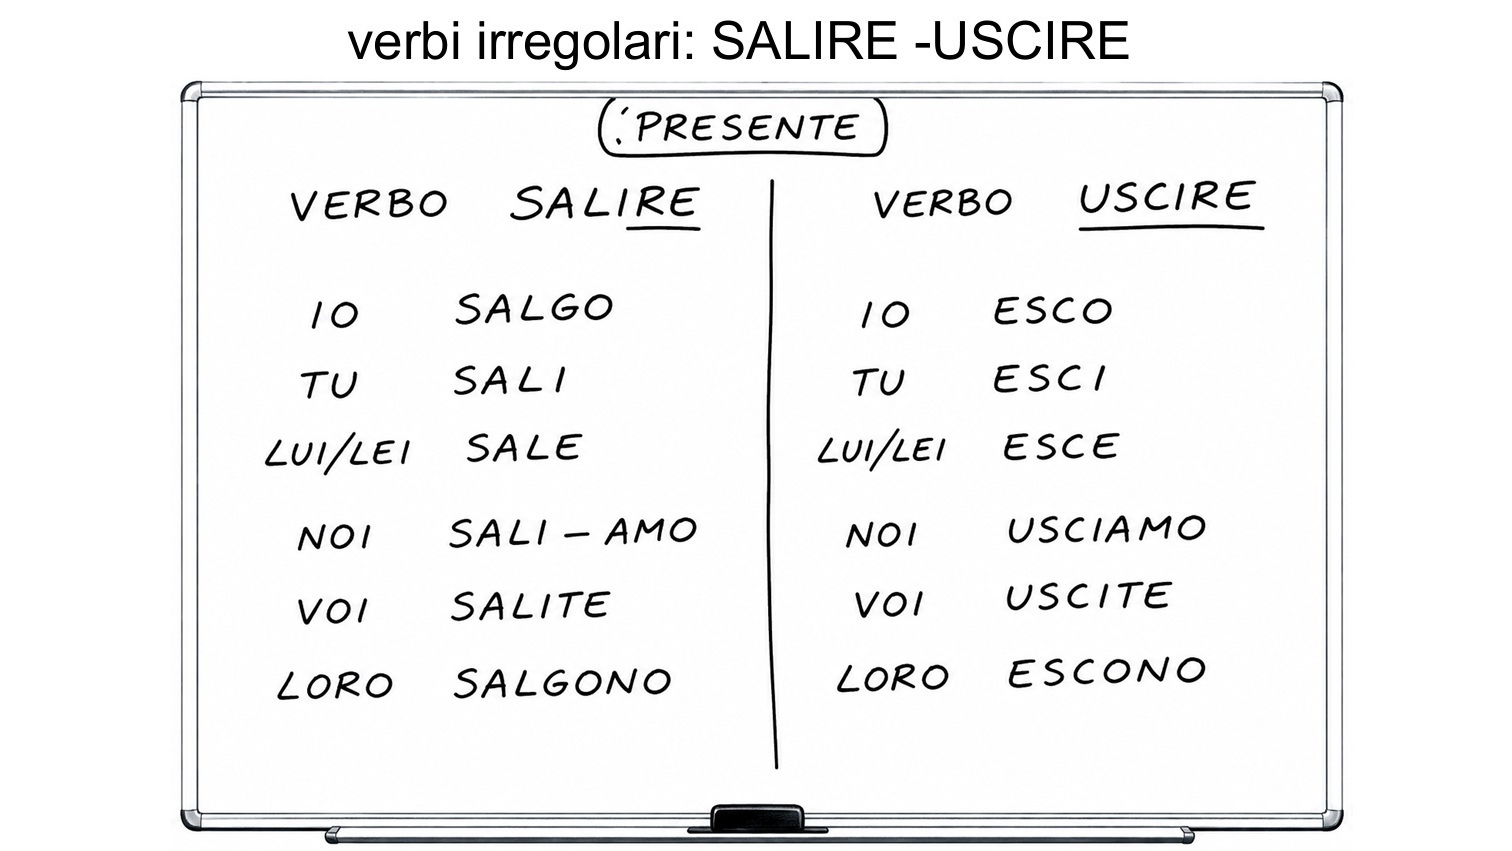 verbi irregolari: SALIRE -USCIRE
PRESENTE
VERBO SALIRE
IO SALGO
TU SALI
LUI/LEI SALE
NOI SALI - AMO
VOI SALITE
LORO SALGONO
VERBO USCIRE
IO ESCO
TU ESCI
LUI/LEI ESCE
NOI USCIAMO
VOI USCITE
LORO ESCONO